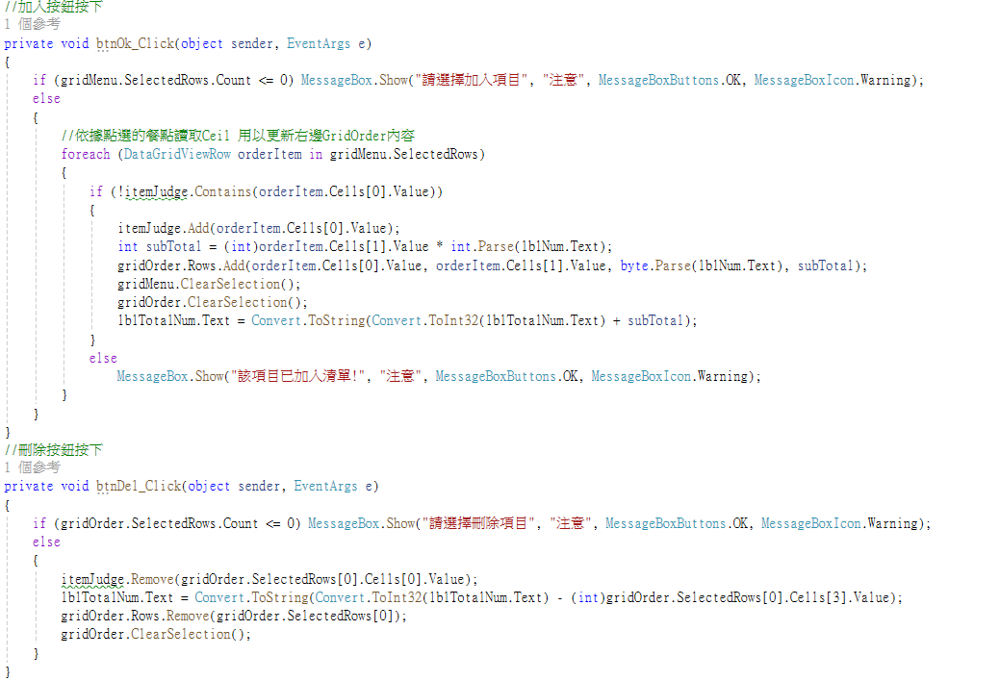 //加入按鈕按下
1 個參考
private void btnOk_Click(object sender, EventArgs e)
{
if (gridMenu.SelectedRows.Count <= 0) MessageBox.Show("請選擇加入項目", "注意", MessageBoxButtons.OK, MessageBoxIcon.Warning);
else
{
//依據點選的餐點讀取Ceil 用以更新右邊GridOrder內容
foreach (DataGridViewRow orderItem in gridMenu.SelectedRows)
{
if (!itemJudge.Contains(orderItem.Cells[0].Value))
{
itemJudge.Add(orderItem.Cells[0].Value);
int subTotal = (int)orderItem.Cells[1].Value * int.Parse(lblNum.Text);
gridOrder.Rows.Add(orderItem.Cells[0].Value, orderItem.Cells[1].Value, byte.Parse(lblNum.Text), subTotal);
gridMenu.ClearSelection();
gridOrder.ClearSelection();
lblTotalNum.Text = Convert.ToString(Convert.ToInt32(lblTotalNum.Text) + subTotal);
}
else
MessageBox.Show("該項目已加入清單!", "注意", MessageBoxButtons.OK, MessageBoxIcon.Warning);
}
}
}
//刪除按鈕按下
1 個參考
private void btnDel_Click(object sender, EventArgs e)
{
if (gridOrder.SelectedRows.Count <= 0) MessageBox.Show("請選擇刪除項目", "注意", MessageBoxButtons.OK, MessageBoxIcon.Warning);
else
{
itemJudge.Remove(gridOrder.SelectedRows[0].Cells[0].Value);
lblTotalNum.Text = Convert.ToString(Convert.ToInt32(lblTotalNum.Text) - (int)gridOrder.SelectedRows[0].Cells[3].Value);
gridOrder.Rows.Remove(gridOrder.SelectedRows[0]);
gridOrder.ClearSelection();
}
}